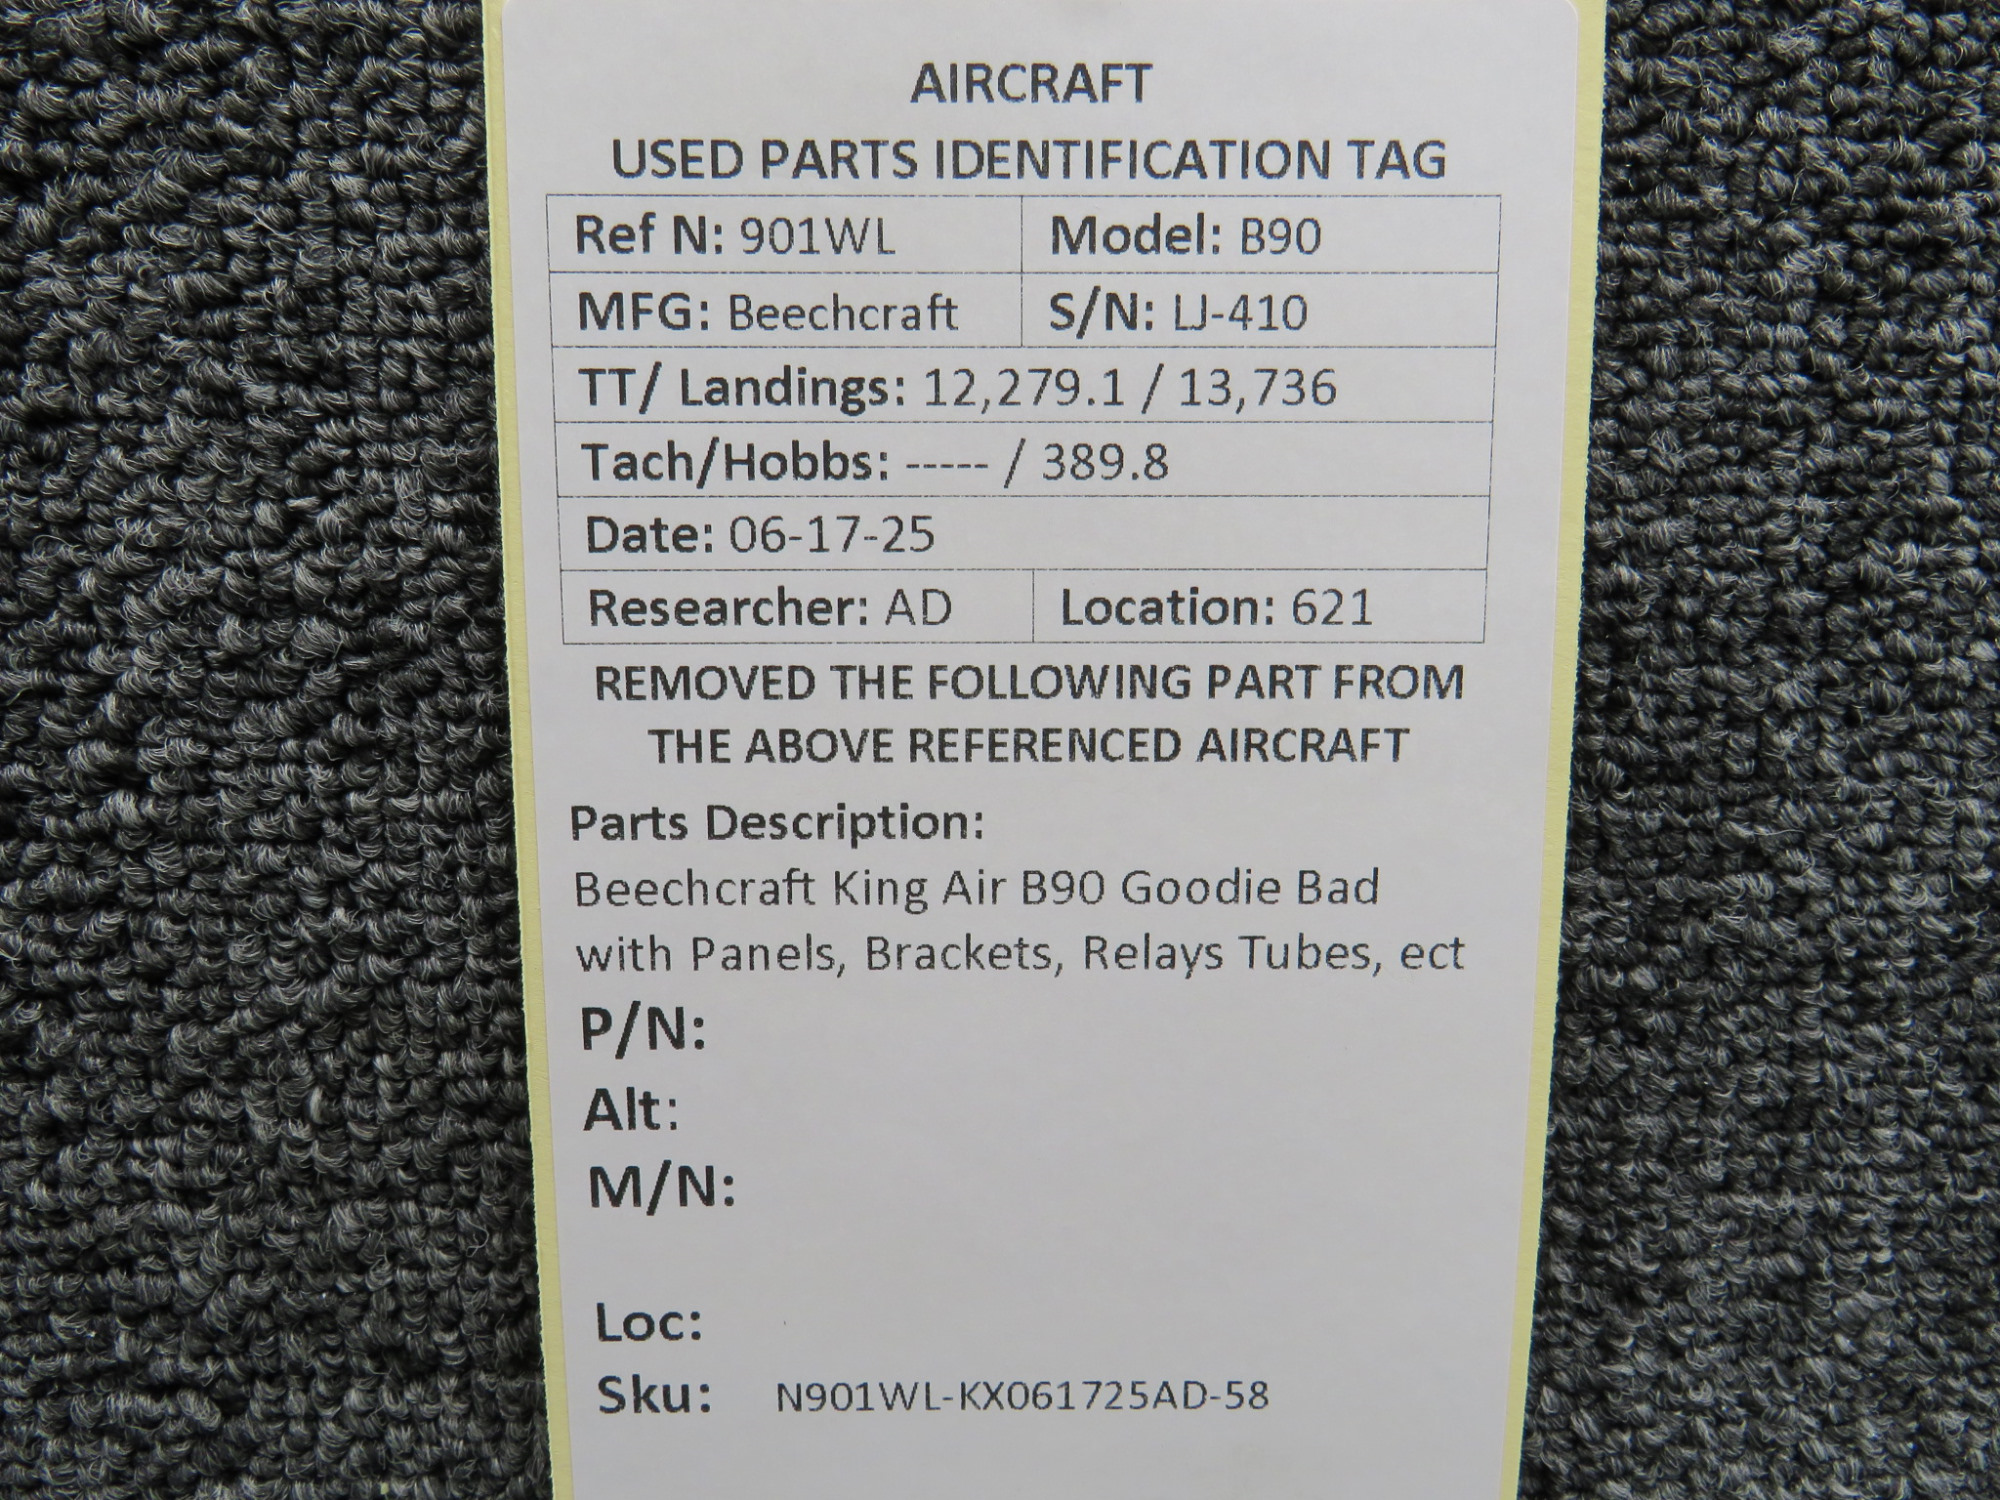 AIRCRAFT
USED PARTS IDENTIFICATION TAG
Ref N: 901WL Model: B90
MFG: Beechcraft S/N: LJ-410
TT/ Landings: 12,279.1 / 13,736
Tach/Hobbs: ----- / 389.8
Date: 06-17-25
Researcher: AD Location: 621
REMOVED THE FOLLOWING PART FROM
THE ABOVE REFERENCED AIRCRAFT
Parts Description:
Beechcraft King Air B90 Goodie Bad
with Panels, Brackets, Relays Tubes, ect
P/N:
Alt:
M/N:
Loc:
Sku: N901WL-KX061725AD-58